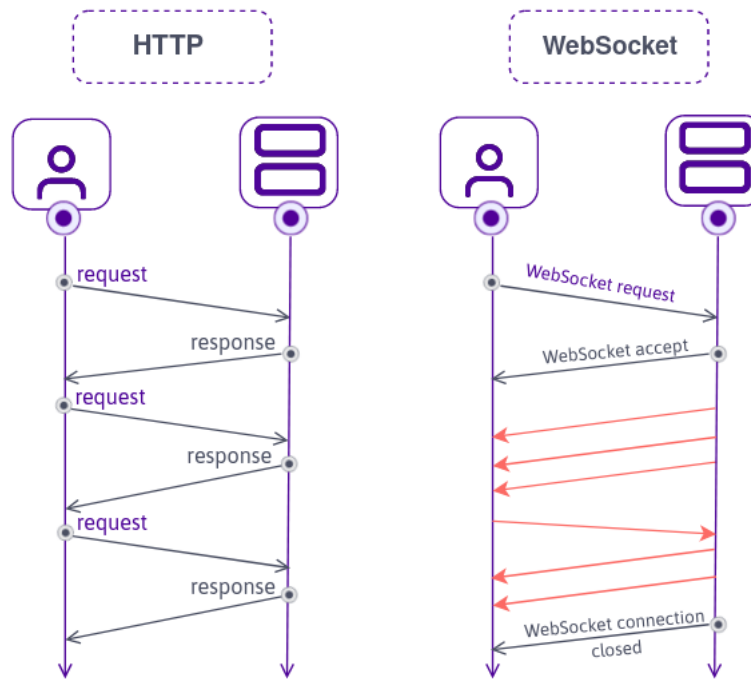 HTTP
WebSocket
request
response
request
response
request
response
WebSocket request
WebSocket accept
WebSocket connection
closed